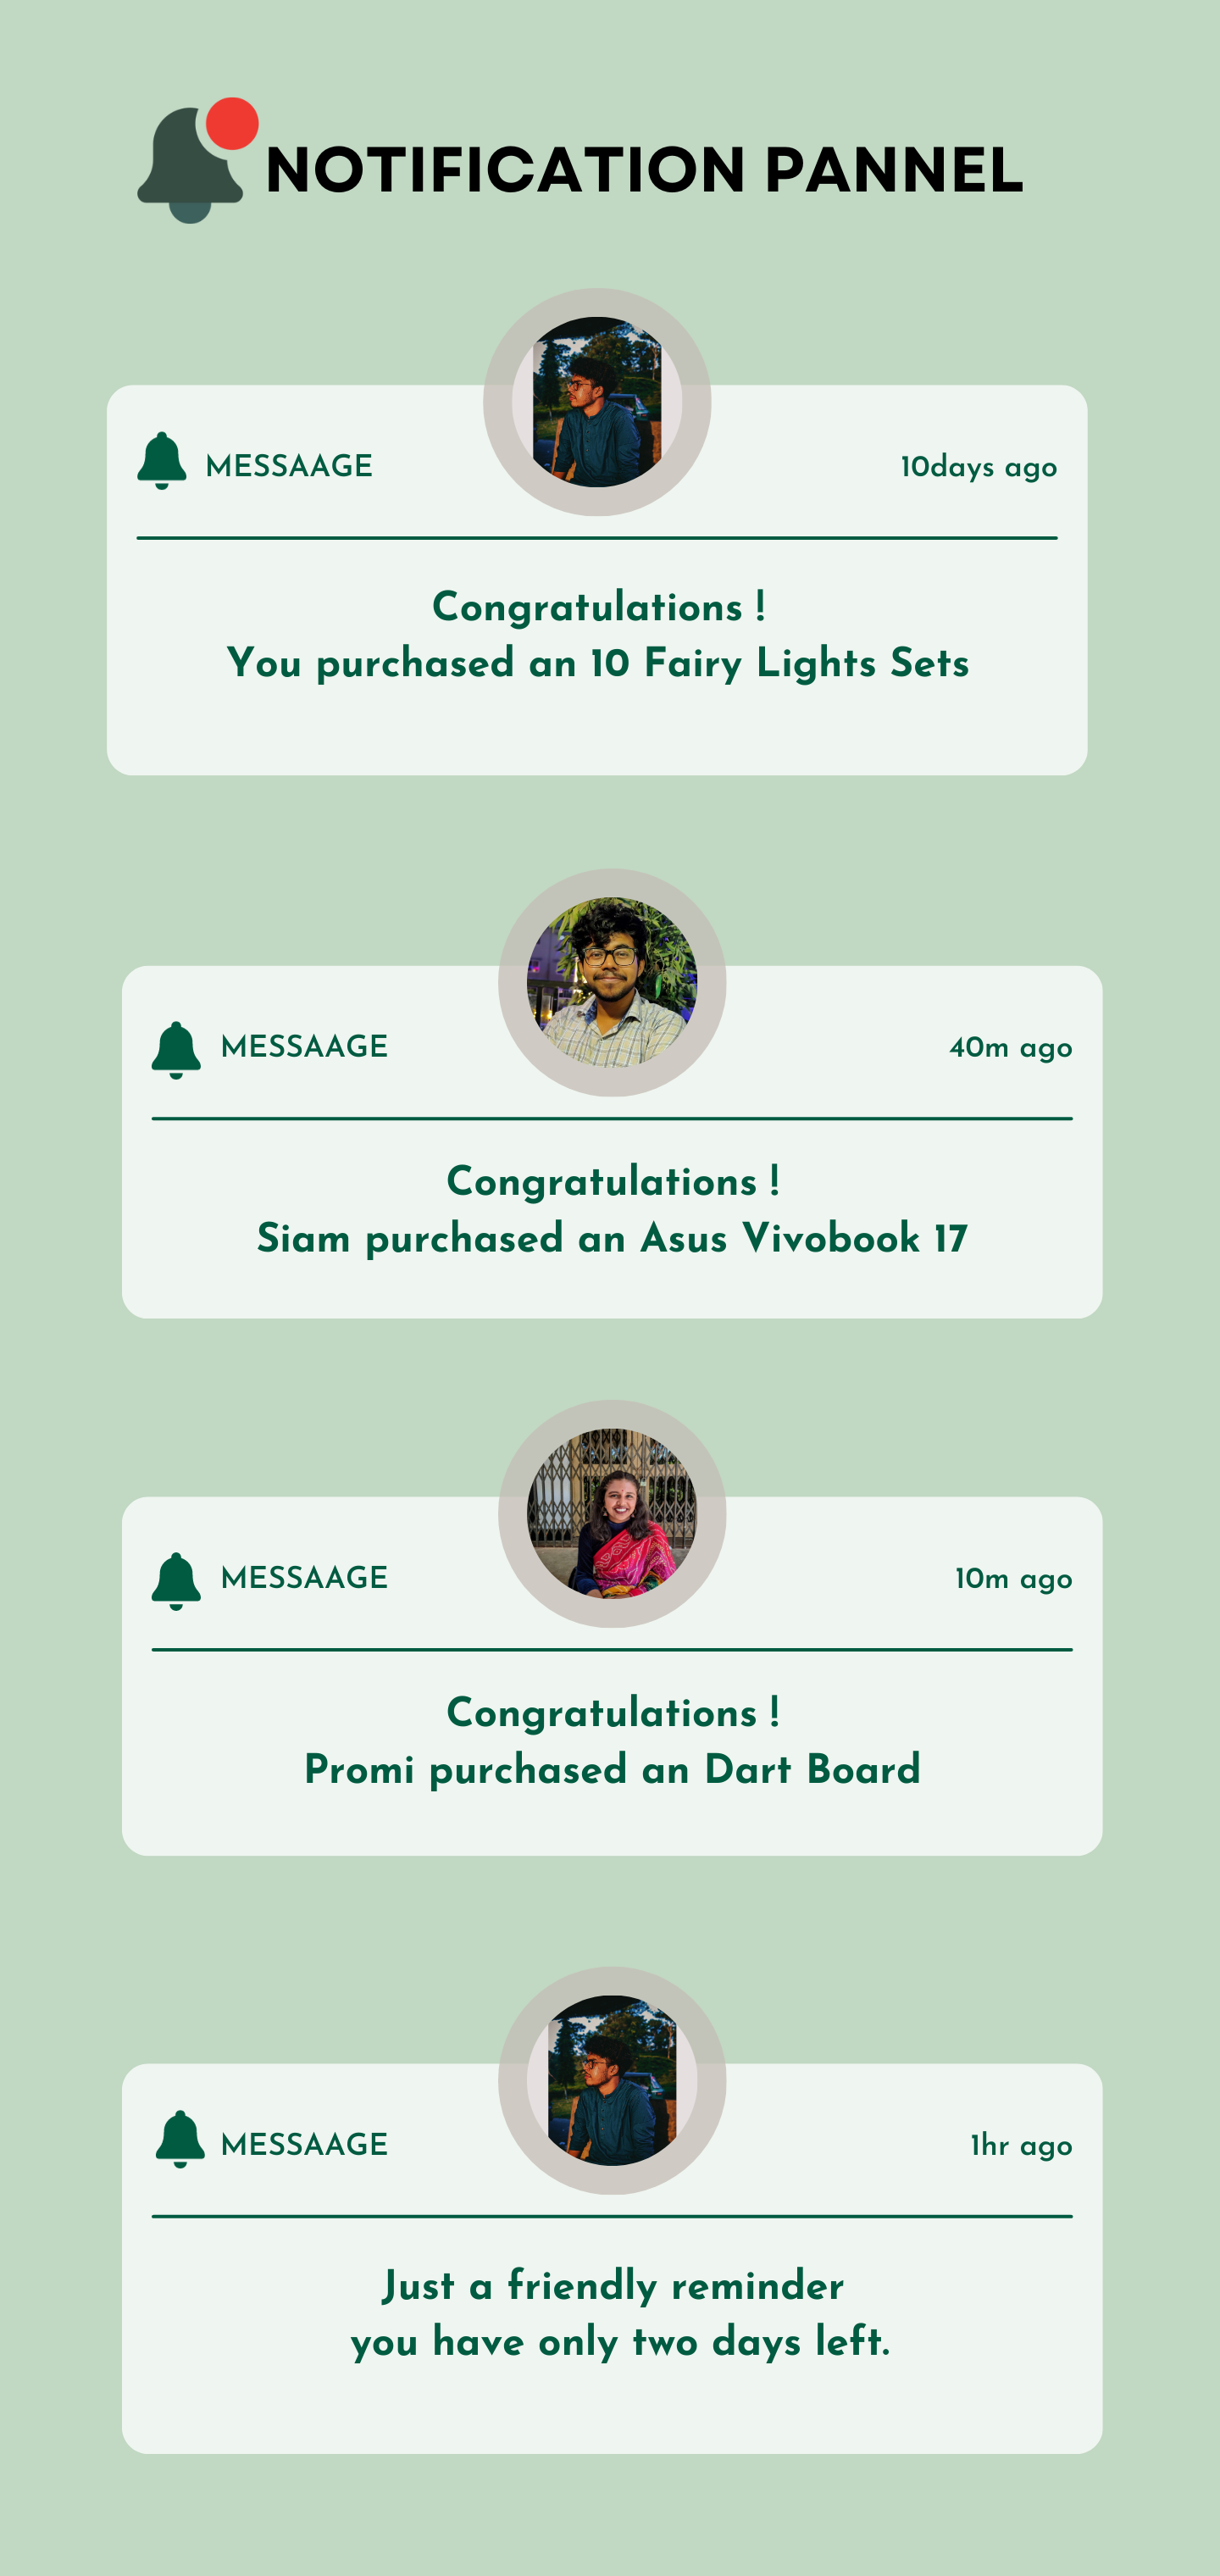 NOTIFICATION PANNEL
MESSAAGE
10days ago
Congratulations !
You purchased an 10 Fairy Lights Sets
MESSAAGE
40m ago
Congratulations !
Siam purchased an Asus Vivobook 17
MESSAAGE
10m ago
Congratulations !
Promi purchased an Dart Board
MESSAAGE
1hr ago
Just a friendly reminder
you have only two days left.